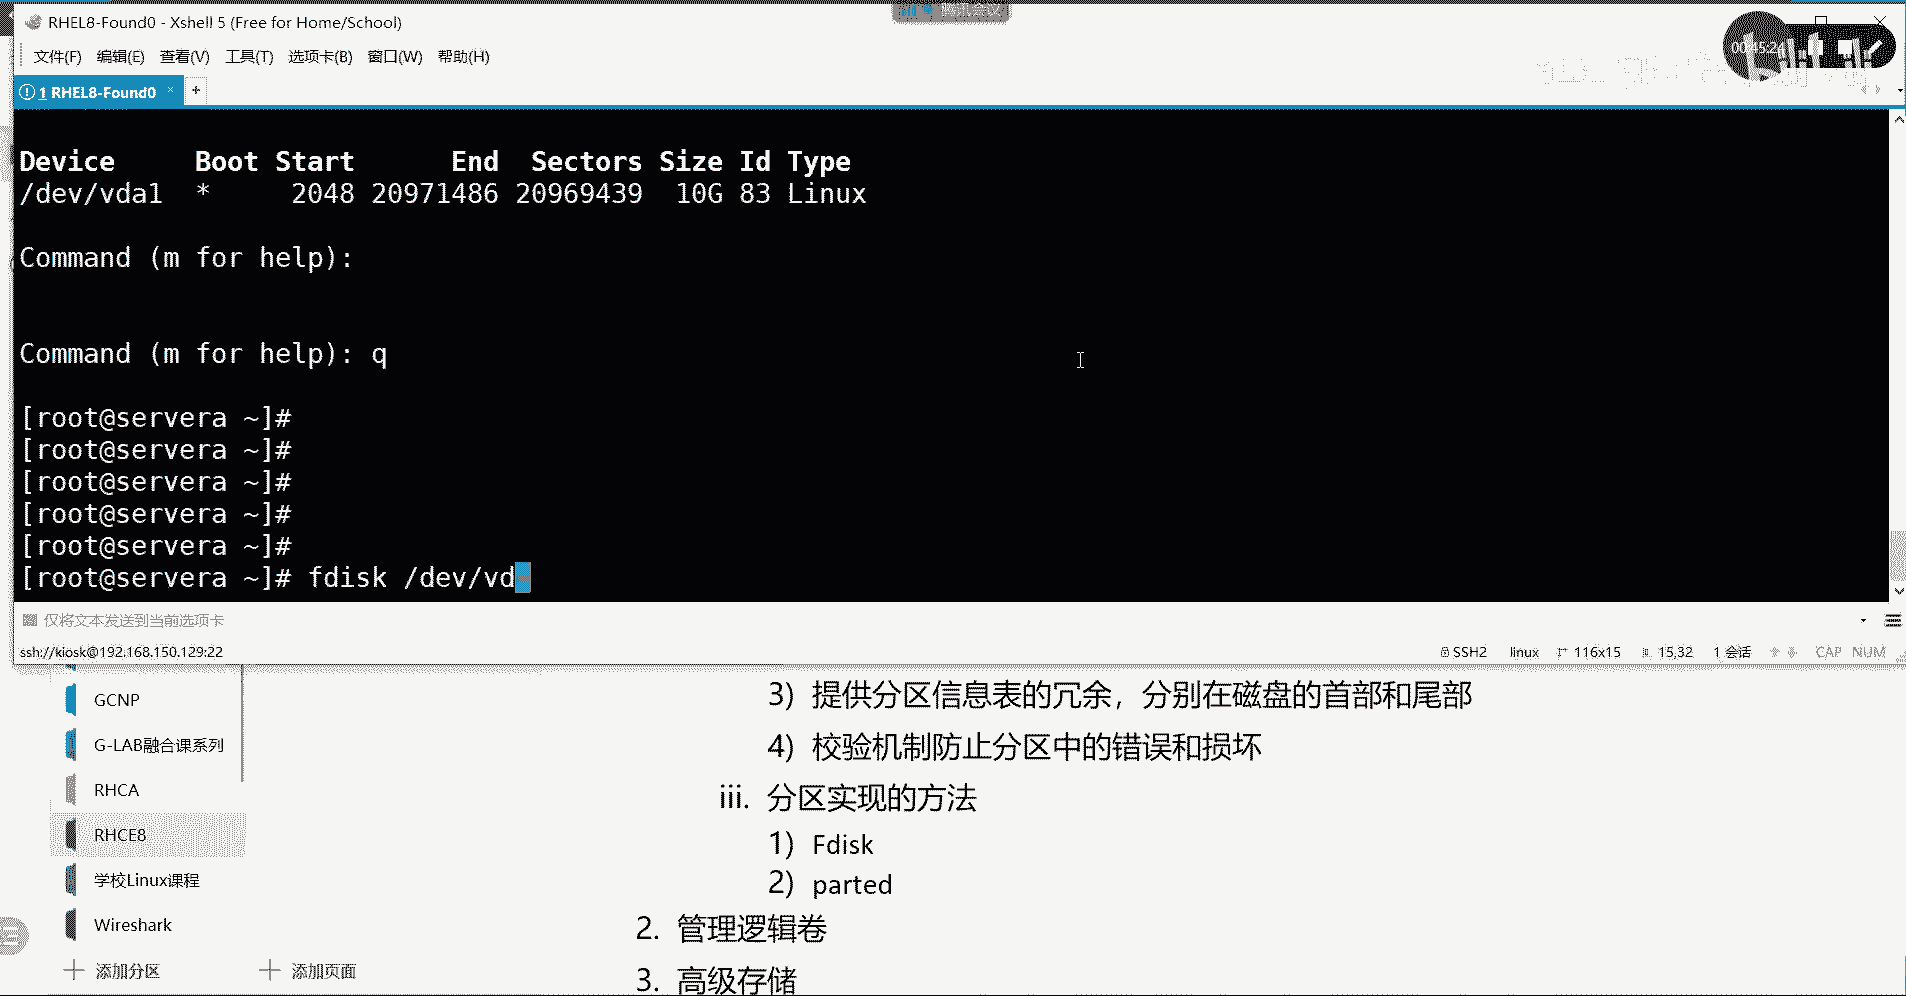 RHEL8-Found0 - Xshell 5 (Free for Home/School)
腾讯会议
00:45:24
文件(F) 编辑(E) 查看(V) 工具(T) 选项卡(B) 窗口(W) 帮助(H)
1 RHEL8-Found0 × +
Device Boot Start End Sectors Size Id Type
/dev/vda1 * 2048 20971486 20969439 10G 83 Linux
Command (m for help):
Command (m for help): q
[root@servera ~]#
[root@servera ~]#
[root@servera ~]#
[root@servera ~]#
[root@servera ~]#
[root@servera ~]# fdisk /dev/vd
仅将文本发送到当前选项卡
ssh://kiosk@192.168.150.129:22 SSH2 linux 116x15 15,32 1 会话 CAP NUM
GCNP
G-LAB融合课系列
RHCA
RHCE8
学校Linux课程
Wireshark
添加分区 添加页面
3) 提供分区信息表的冗余，分别在磁盘的首部和尾部
4) 校验机制防止分区中的错误和损坏
iii. 分区实现的方法
1) Fdisk
2) parted
2. 管理逻辑卷
3. 高级存储